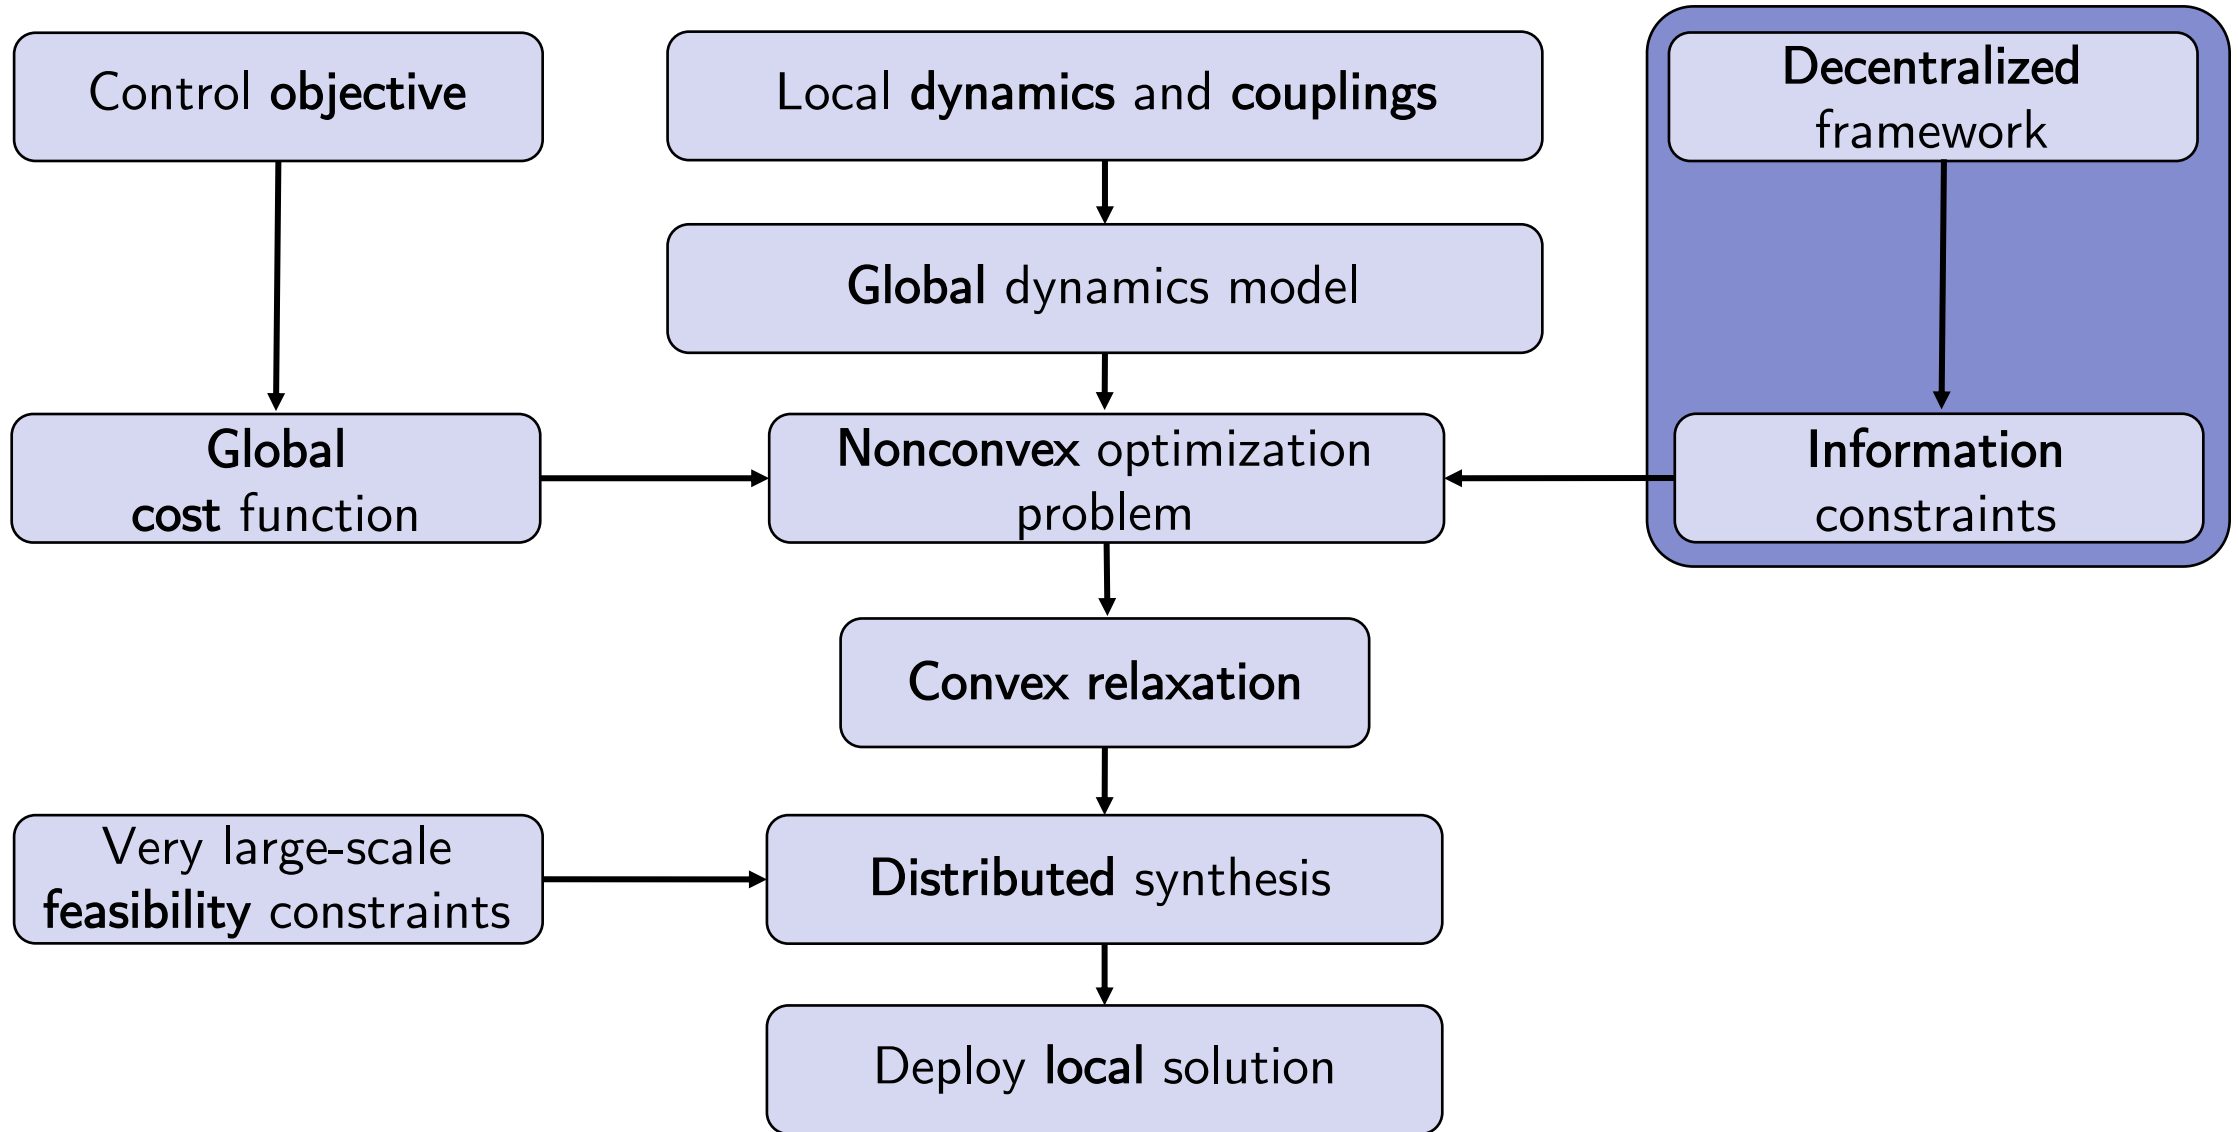 Control objective
Local dynamics and couplings
Decentralized
framework
Global dynamics model
Global
cost function
Nonconvex optimization
problem
Information
constraints
Convex relaxation
Very large-scale
feasibility constraints
Distributed synthesis
Deploy local solution